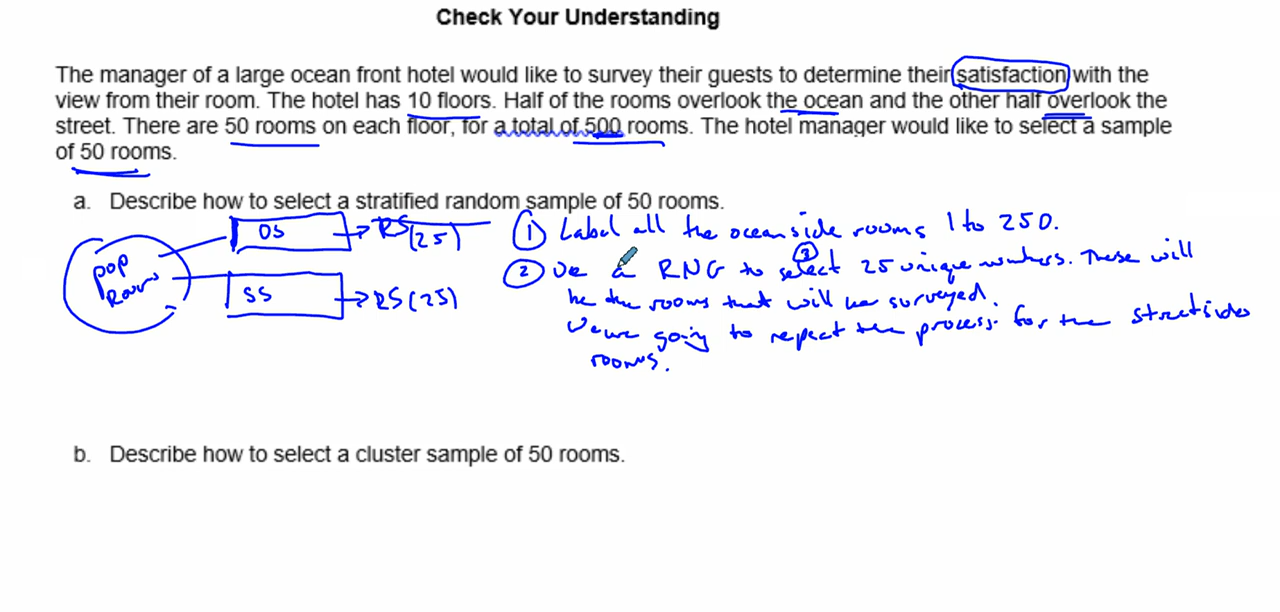 Check Your Understanding
The manager of a large ocean front hotel would like to survey their guests to determine their satisfaction with the
view from their room. The hotel has 10 floors. Half of the rooms overlook the ocean and the other half overlook the
street. There are 50 rooms on each floor, for a total of 500 rooms. The hotel manager would like to select a sample
of 50 rooms.
a. Describe how to select a stratified random sample of 50 rooms.
pop
OS → RS(25)
SS → RS(25)
① Label all the oceanside rooms 1 to 250.
② Use a RNG to select 25 unique numbers. These will
③
be the rooms that will be surveyed.
going to repeat the process for the
rooms.
b. Describe how to select a cluster sample of 50 rooms.